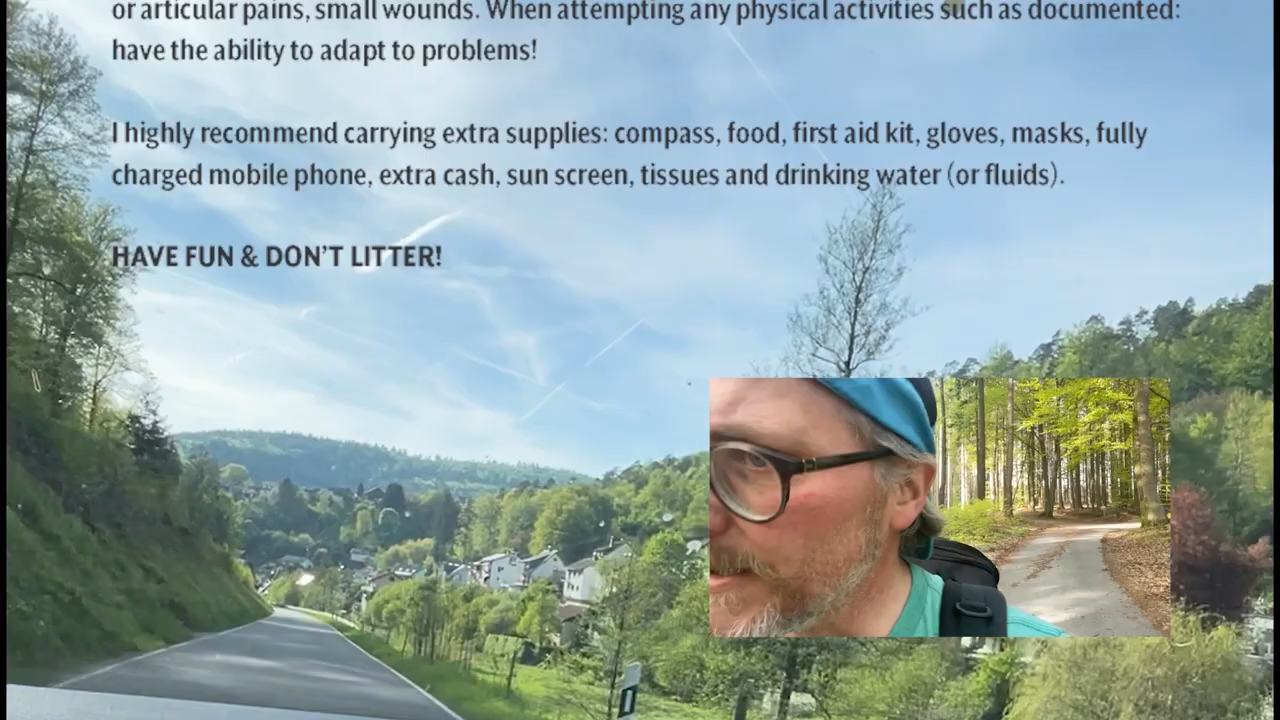 or articular pains, small wounds. When attempting any physical activities such as documented:
have the ability to adapt to problems!
I highly recommend carrying extra supplies: compass, food, first aid kit, gloves, masks, fully
charged mobile phone, extra cash, sun screen, tissues and drinking water (or fluids).
HAVE FUN & DON'T LITTER!